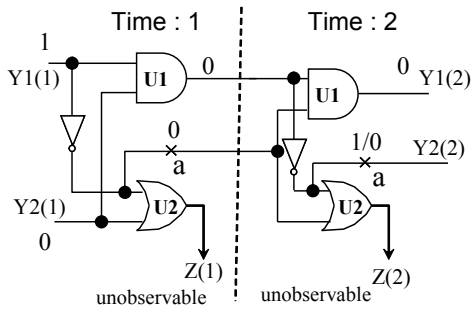 Time : 1
Time : 2
1
Y1(1)
U1
0
U1
0
Y1(2)
0
a
1/0
a
Y2(2)
Y2(1)
0
U2
U2
Z(1)
Z(2)
unobservable
unobservable